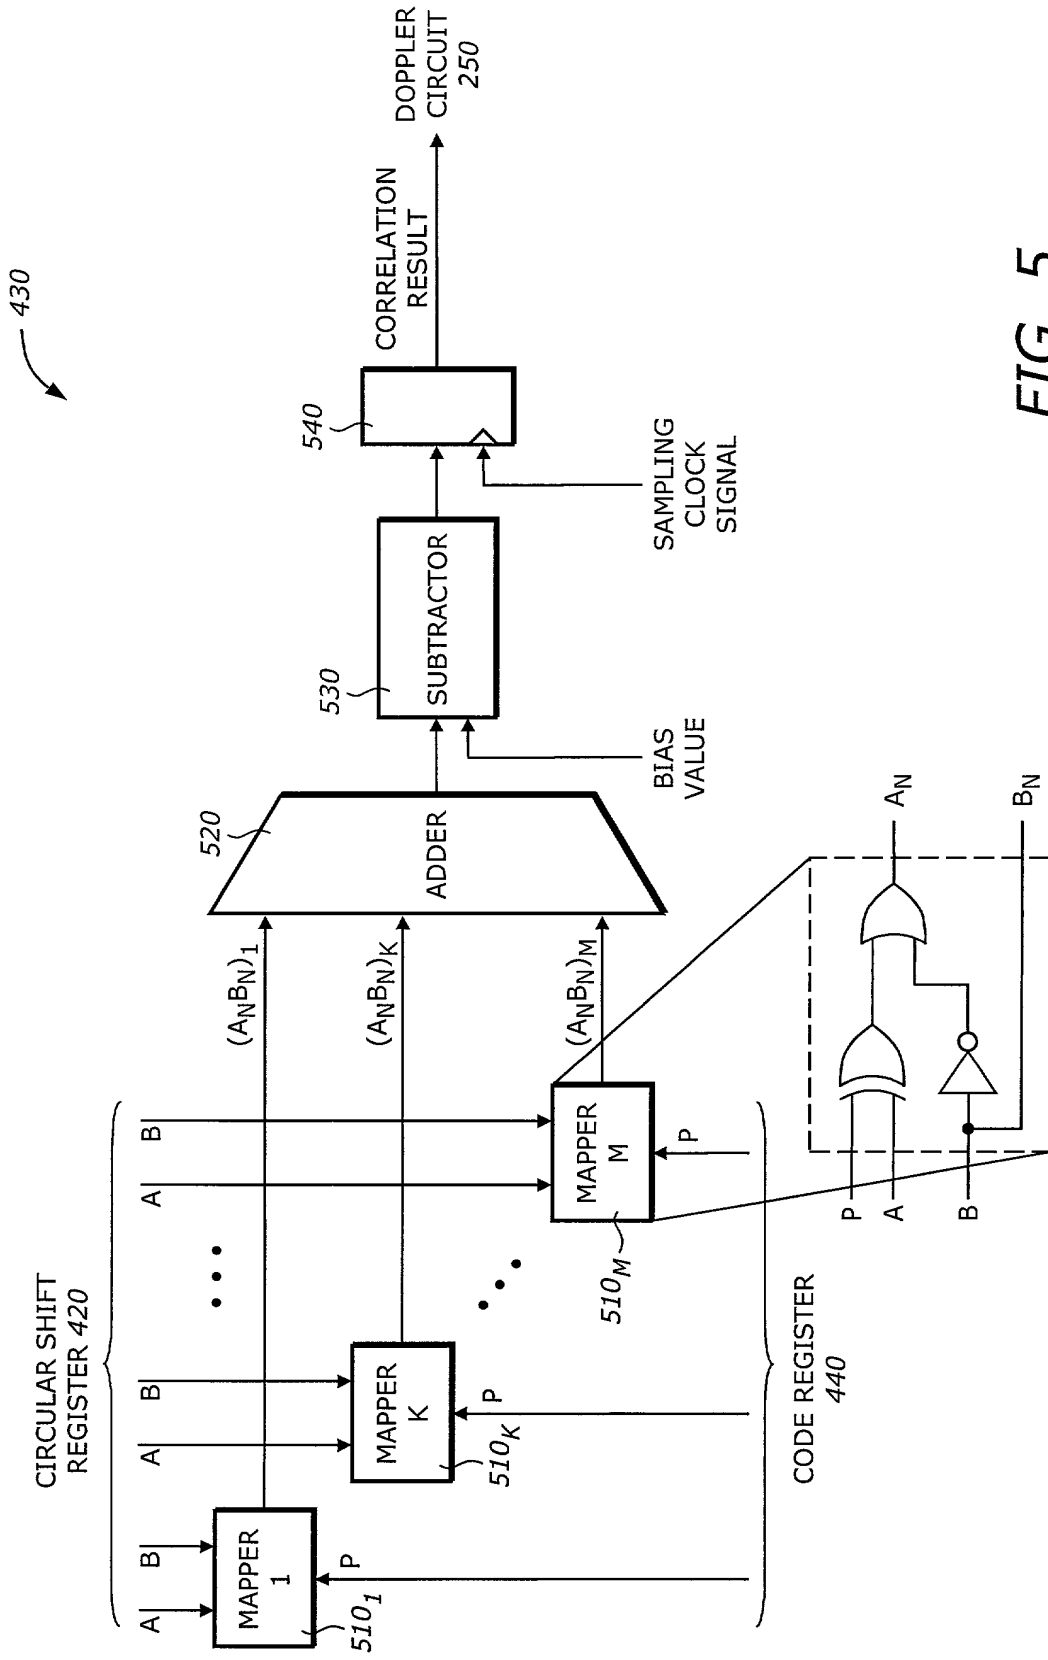 430
CIRCULAR SHIFT
REGISTER 420
A
B
A
B
A
B
MAPPER
1
510₁
P
MAPPER
K
510K
P
MAPPER
M
510M
P
(ANBN)1
(ANBN)K
(ANBN)M
520
ADDER
530
SUBTRACTOR
BIAS
VALUE
540
SAMPLING
CLOCK
SIGNAL
CORRELATION
RESULT
DOPPLER
CIRCUIT
250
CODE REGISTER
440
P
A
B
AN
BN
FIG. 5